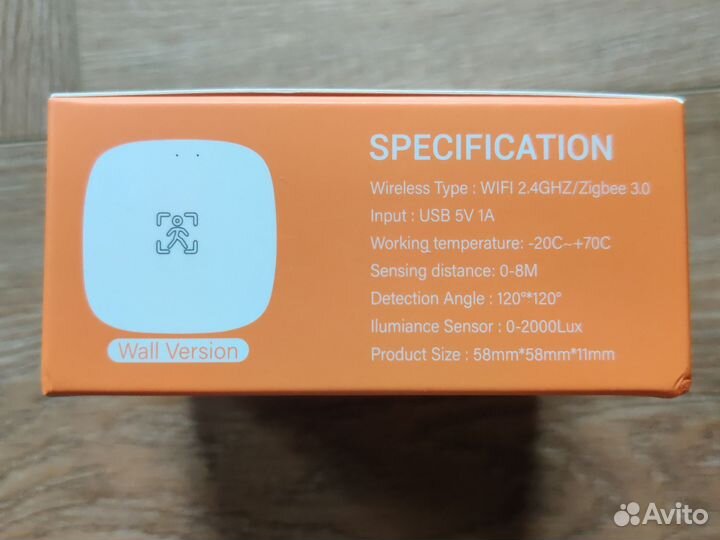 SPECIFICATION
Wireless Type : WIFI 2.4GHZ/Zigbee 3.0
Input : USB 5V 1A
Working temperature: -20C~+70C
Sensing distance: 0-8M
Detection Angle : 120°*120°
Ilumiance Sensor : 0-2000Lux
Product Size : 58mm*58mm*11mm
Wall Version
Avito